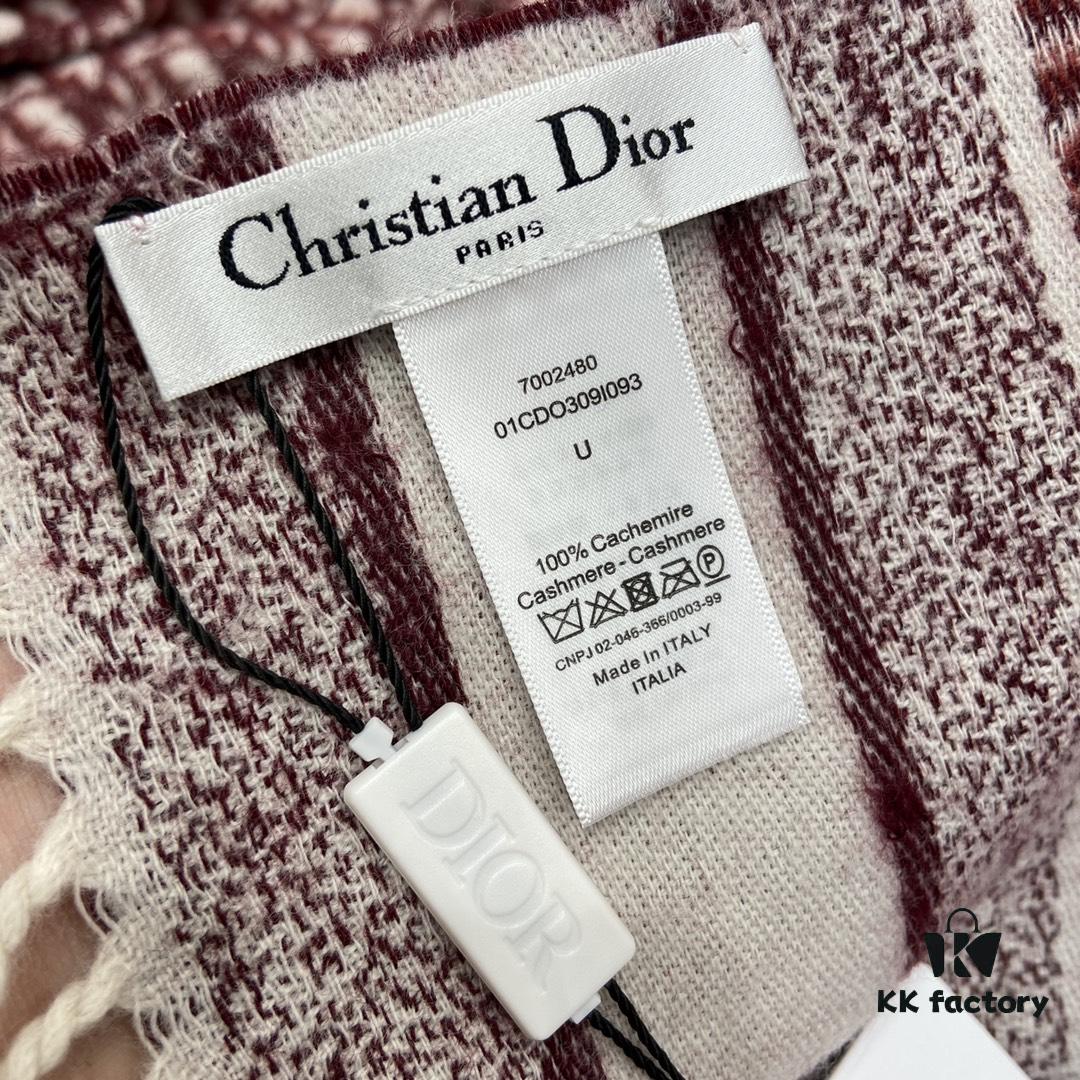 Christian Dior
PARIS
7002480
01CDO309I093
U
100% Cachemire
Cashmere-Cashmere
CNPJ 02-046-366/0003-99
Made In ITALY
ITALIA
DIOR
KK factory